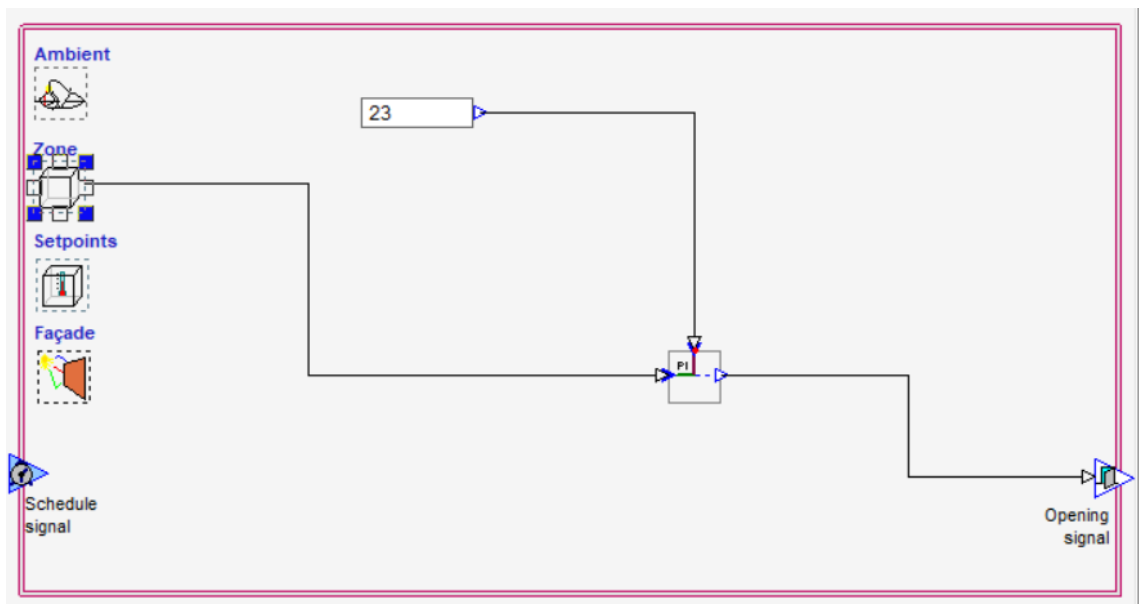 Ambient
23
Zone
Setpoints
Façade
PI
Schedule
signal
Opening
signal